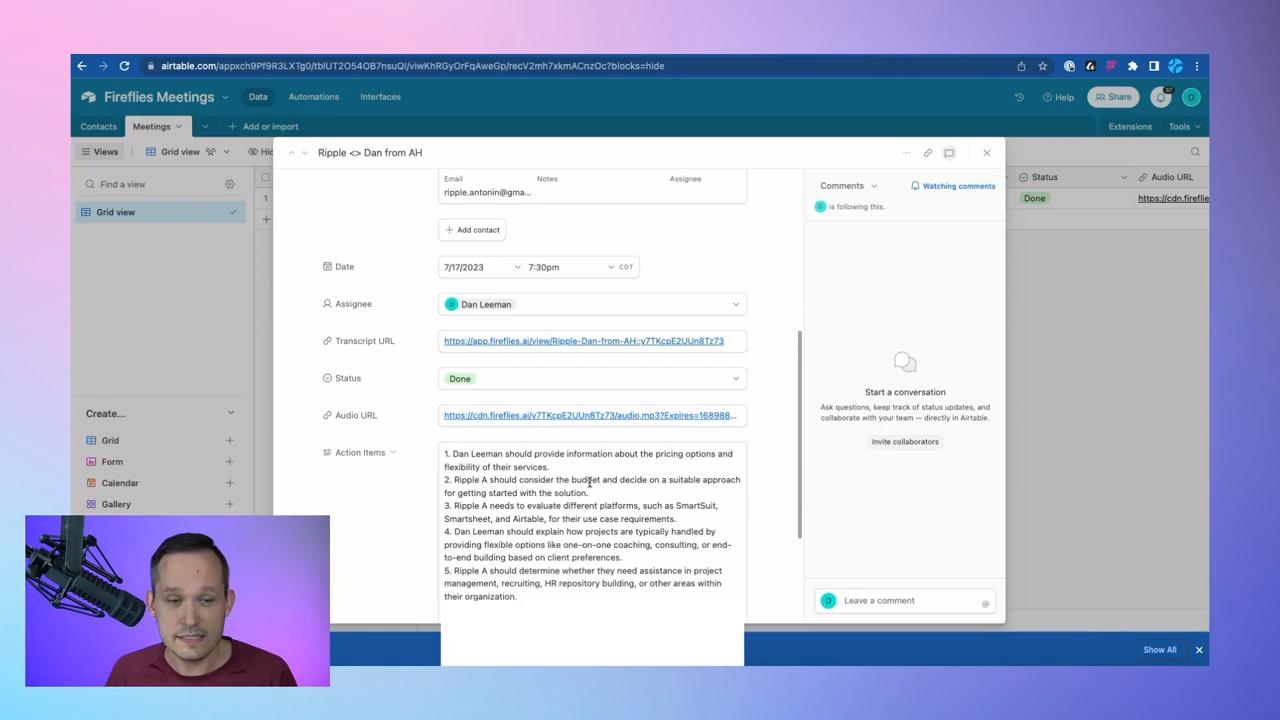 airtable.com/appxch9Pf9R3LXTg0/tblUT2O54OB7nsuQl/viwKhRGyOrFqAweGp/recV2mh7xkmACnzOc?blocks=hide
Fireflies Meetings
Data
Automations
Interfaces
Help
Share
37
D
Contacts
Meetings
Add or import
Extensions
Tools
Views
Grid view
Hid
Ripple <> Dan from AH
Find a view
Grid view
1
Status
Audio URL
Done
https://cdn.fireflie
Email
Notes
Assignee
ripple.antonin@gma...
Add contact
Date
7/17/2023
7:30pm
CDT
Assignee
D
Dan Leeman
Transcript URL
https://app.fireflies.ai/view/Ripple-Dan-from-AH::y7TKcpE2UUn8Tz73
Status
Done
Audio URL
https://cdn.fireflies.ai/y7TKcpE2UUn8Tz73/audio.mp3?Expires=168988...
Action Items
1. Dan Leeman should provide information about the pricing options and
flexibility of their services.
2. Ripple A should consider the budget and decide on a suitable approach
for getting started with the solution.
3. Ripple A needs to evaluate different platforms, such as SmartSuit,
Smartsheet, and Airtable, for their use case requirements.
4. Dan Leeman should explain how projects are typically handled by
providing flexible options like one-on-one coaching, consulting, or end-
to-end building based on client preferences.
5. Ripple A should determine whether they need assistance in project
management, recruiting, HR repository building, or other areas within
their organization.
Comments
Watching comments
D
is following this.
Start a conversation
Ask questions, keep track of status updates, and
collaborate with your team — directly in Airtable.
Invite collaborators
D
Leave a comment
@
Create...
Grid
Form
Calendar
Gallery
Show All